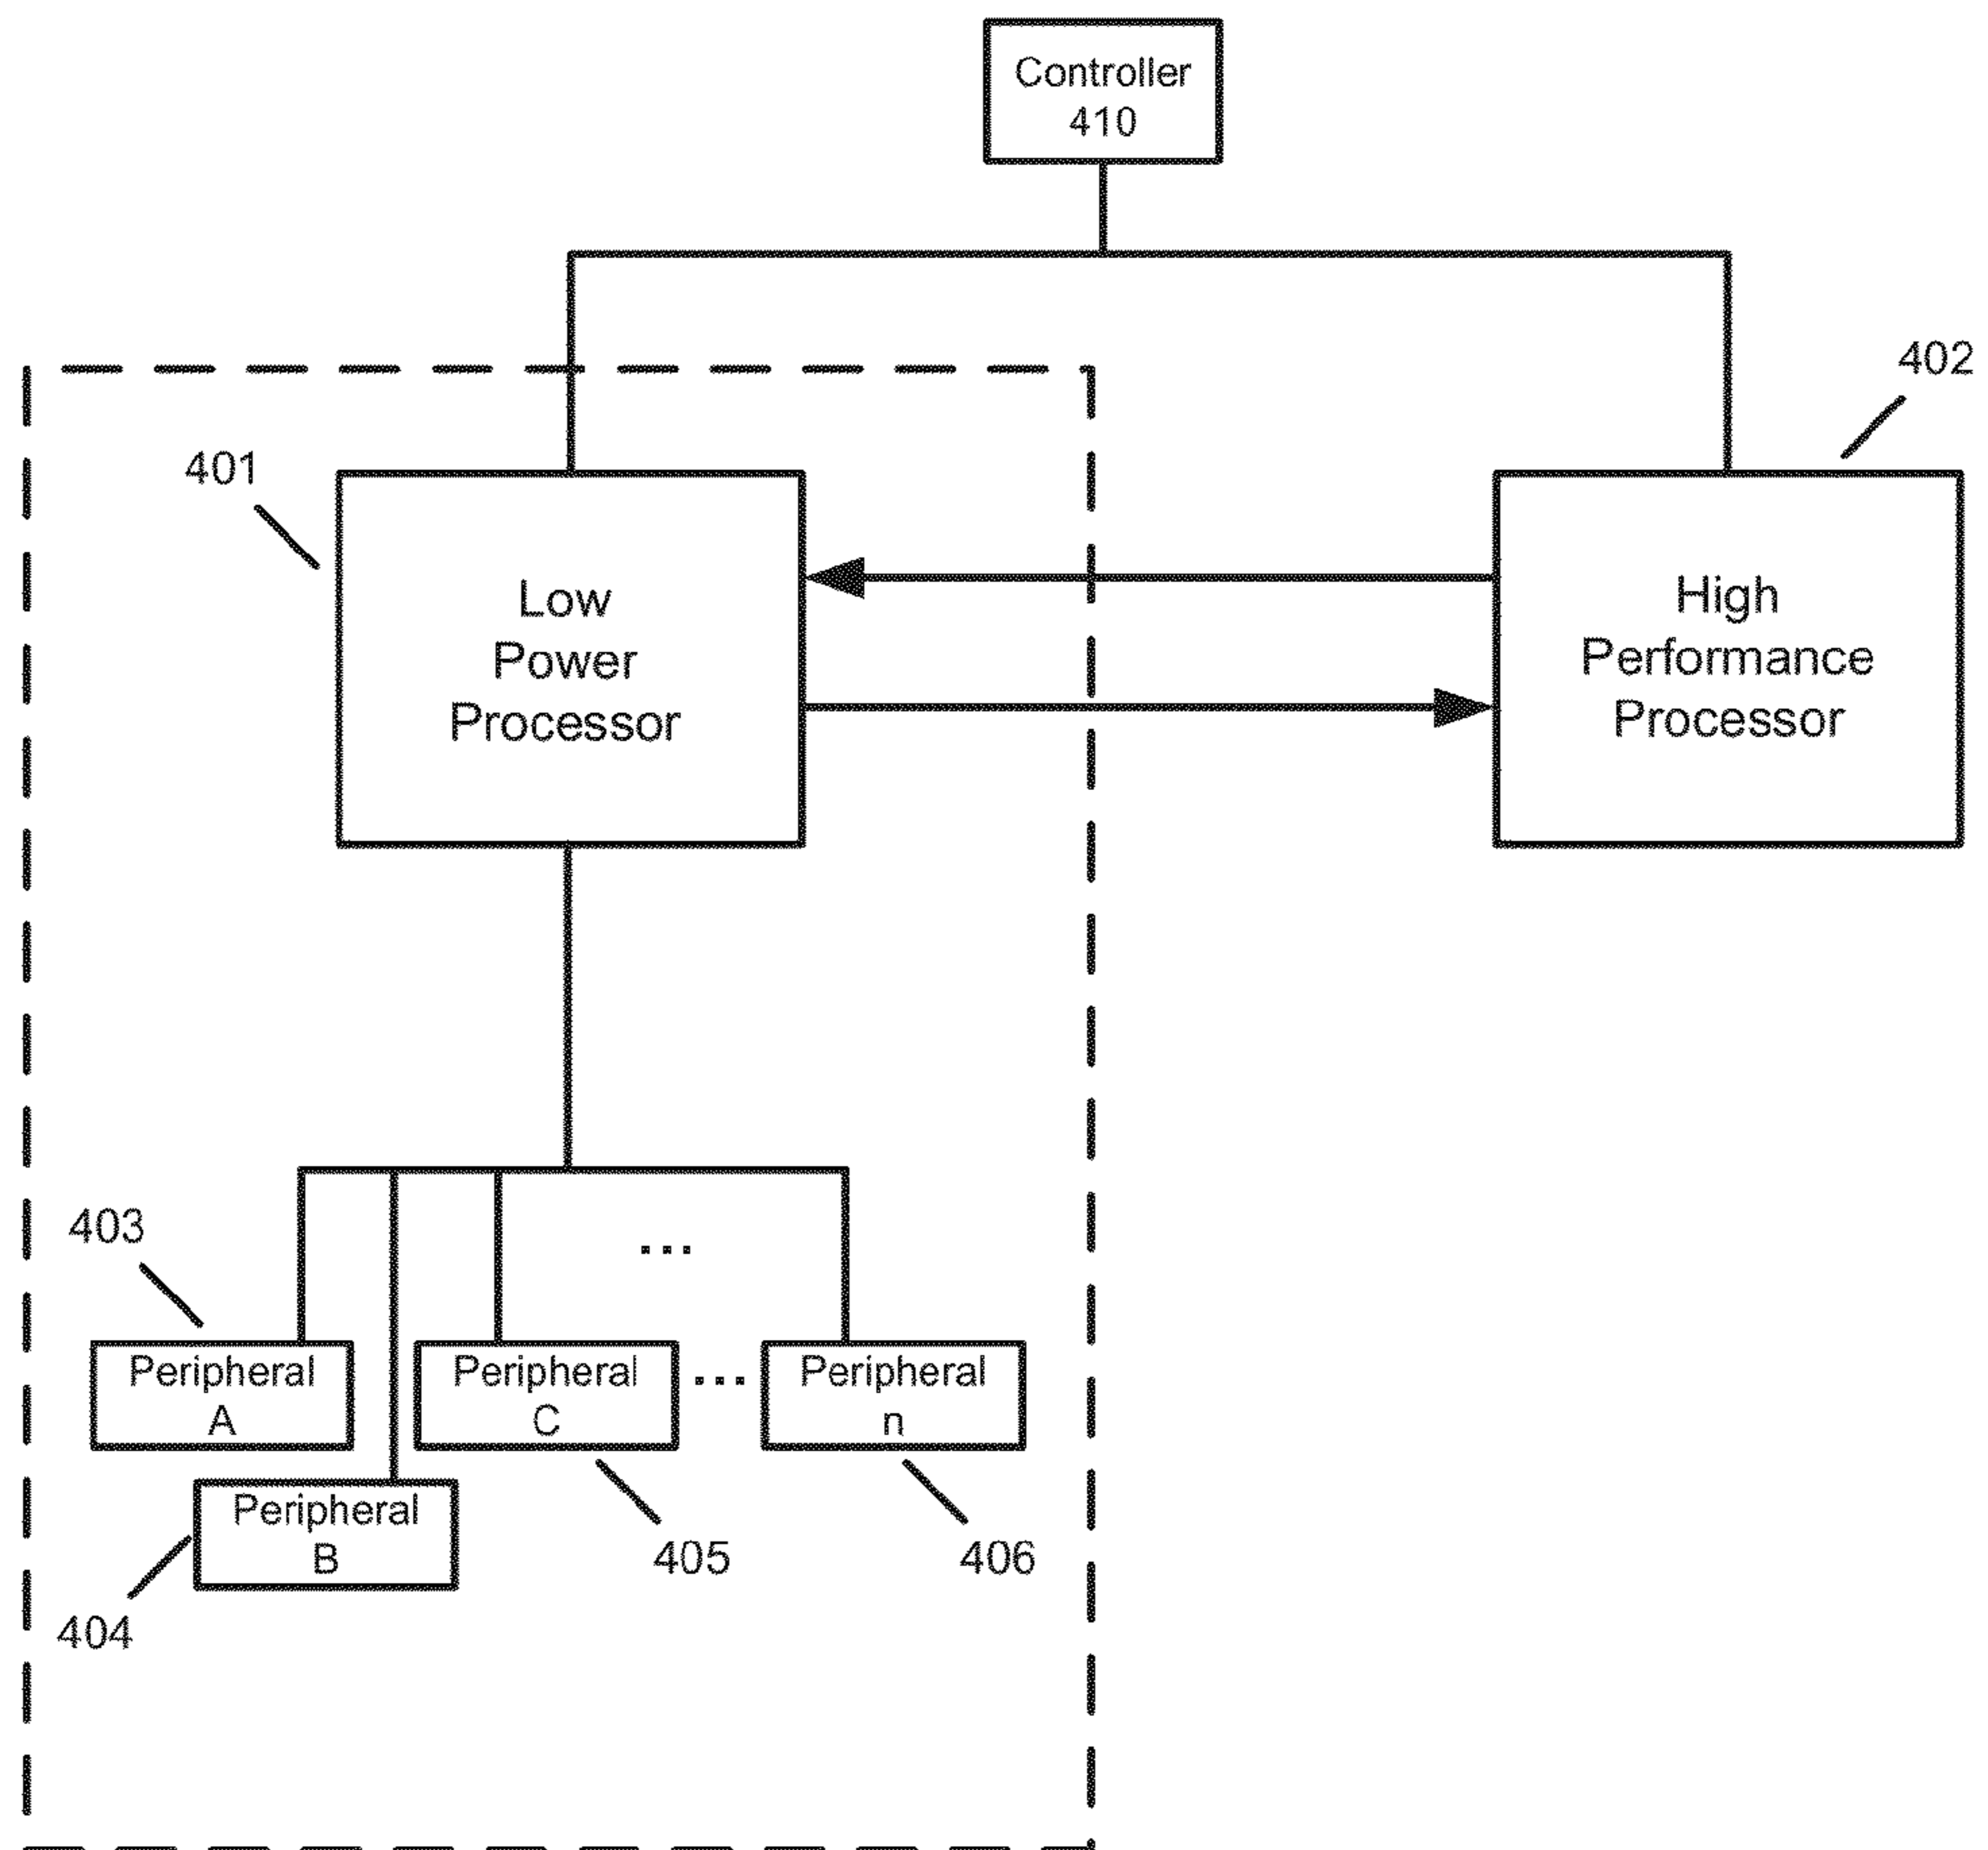 Controller
410
402
401
Low
Power
Processor
High
Performance
Processor
403
...
Peripheral
A
Peripheral
C
...
Peripheral
n
Peripheral
B
405
406
404